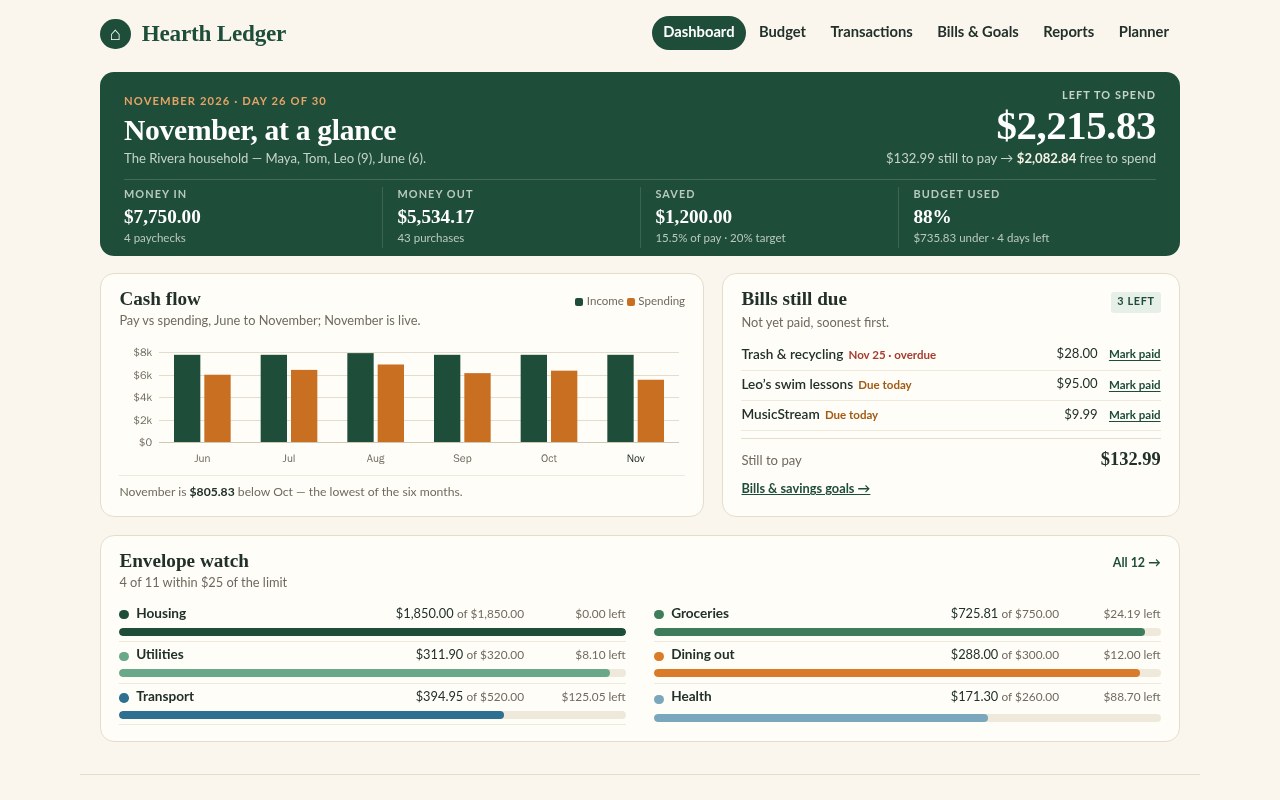 Hearth Ledger
Dashboard Budget Transactions Bills & Goals Reports Planner
NOVEMBER 2026 · DAY 26 OF 30
November, at a glance
The Rivera household — Maya, Tom, Leo (9), June (6).
LEFT TO SPEND
$2,215.83
$132.99 still to pay → $2,082.84 free to spend
MONEY IN
$7,750.00
4 paychecks
MONEY OUT
$5,534.17
43 purchases
SAVED
$1,200.00
15.5% of pay · 20% target
BUDGET USED
88%
$735.83 under · 4 days left
Cash flow
Income Spending
Pay vs spending, June to November; November is live.
$8k
$6k
$4k
$2k
$0
Jun Jul Aug Sep Oct Nov
November is $805.83 below Oct — the lowest of the six months.
Bills still due
3 LEFT
Not yet paid, soonest first.
Trash & recycling Nov 25 · overdue $28.00 Mark paid
Leo’s swim lessons Due today $95.00 Mark paid
MusicStream Due today $9.99 Mark paid
Still to pay $132.99
Bills & savings goals →
Envelope watch
All 12 →
4 of 11 within $25 of the limit
Housing $1,850.00 of $1,850.00 $0.00 left
Groceries $725.81 of $750.00 $24.19 left
Utilities $311.90 of $320.00 $8.10 left
Dining out $288.00 of $300.00 $12.00 left
Transport $394.95 of $520.00 $125.05 left
Health $171.30 of $260.00 $88.70 left